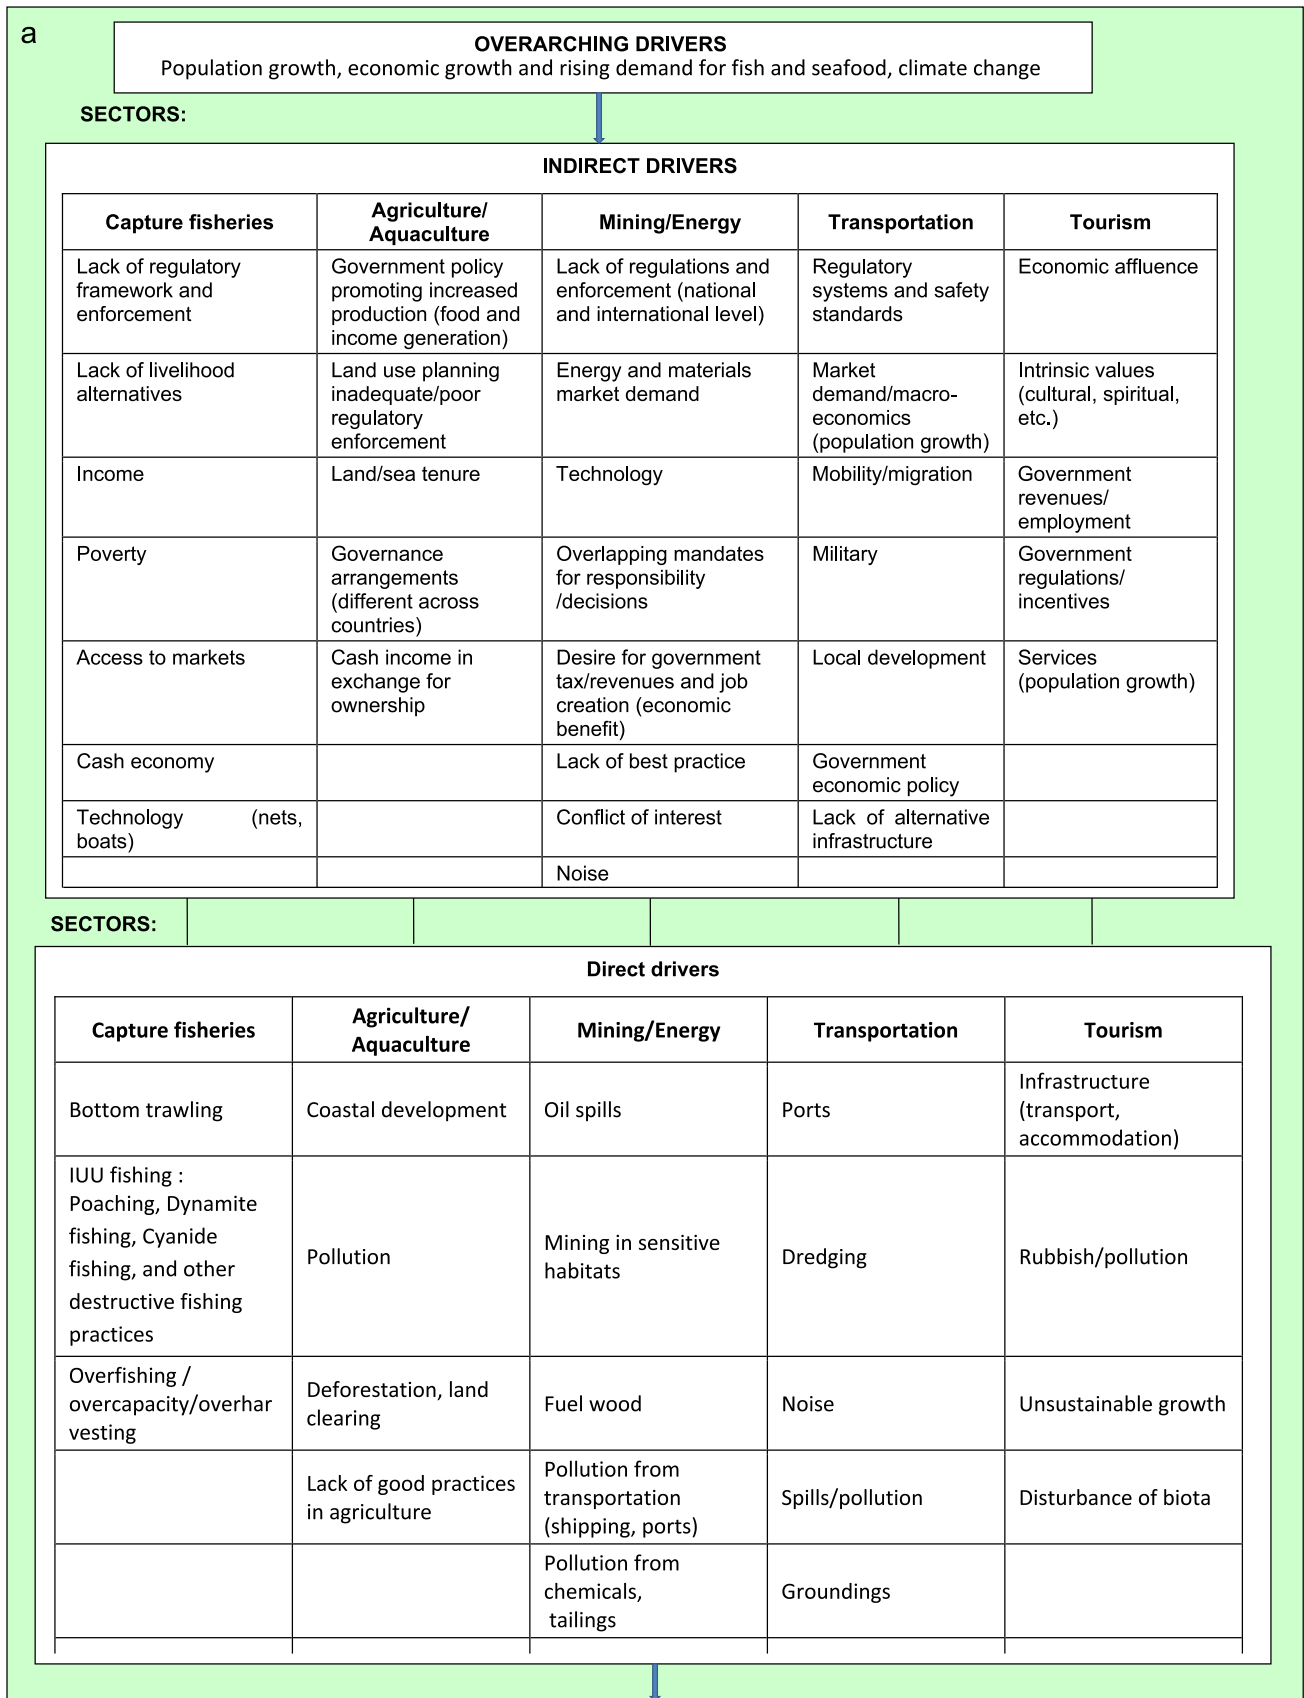 a
OVERARCHING DRIVERS
Population growth, economic growth and rising demand for fish and seafood, climate change
SECTORS:
INDIRECT DRIVERS
Capture fisheries
Agriculture/
Aquaculture
Mining/Energy
Transportation
Tourism
Lack of regulatory
framework and
enforcement
Government policy
promoting increased
production (food and
income generation)
Lack of regulations and
enforcement (national
and international level)
Regulatory
systems and safety
standards
Economic affluence
Lack of livelihood
alternatives
Land use planning
inadequate/poor
regulatory
enforcement
Energy and materials
market demand
Market
demand/macro-
economics
(population growth)
Intrinsic values
(cultural, spiritual,
etc.)
Income
Land/sea tenure
Technology
Mobility/migration
Government
revenues/
employment
Poverty
Governance
arrangements
(different across
countries)
Overlapping mandates
for responsibility
/decisions
Military
Government
regulations/
incentives
Access to markets
Cash income in
exchange for
ownership
Desire for government
tax/revenues and job
creation (economic
benefit)
Local development
Services
(population growth)
Cash economy
Lack of best practice
Government
economic policy
Technology (nets,
boats)
Conflict of interest
Lack of alternative
infrastructure
Noise
SECTORS:
Direct drivers
Capture fisheries
Agriculture/
Aquaculture
Mining/Energy
Transportation
Tourism
Bottom trawling
Coastal development
Oil spills
Ports
Infrastructure
(transport,
accommodation)
IUU fishing :
Poaching, Dynamite
fishing, Cyanide
fishing, and other
destructive fishing
practices
Pollution
Mining in sensitive
habitats
Dredging
Rubbish/pollution
Overfishing /
overcapacity/overhar
vesting
Deforestation, land
clearing
Fuel wood
Noise
Unsustainable growth
Lack of good practices
in agriculture
Pollution from
transportation
(shipping, ports)
Spills/pollution
Disturbance of biota
Pollution from
chemicals,
tailings
Groundings